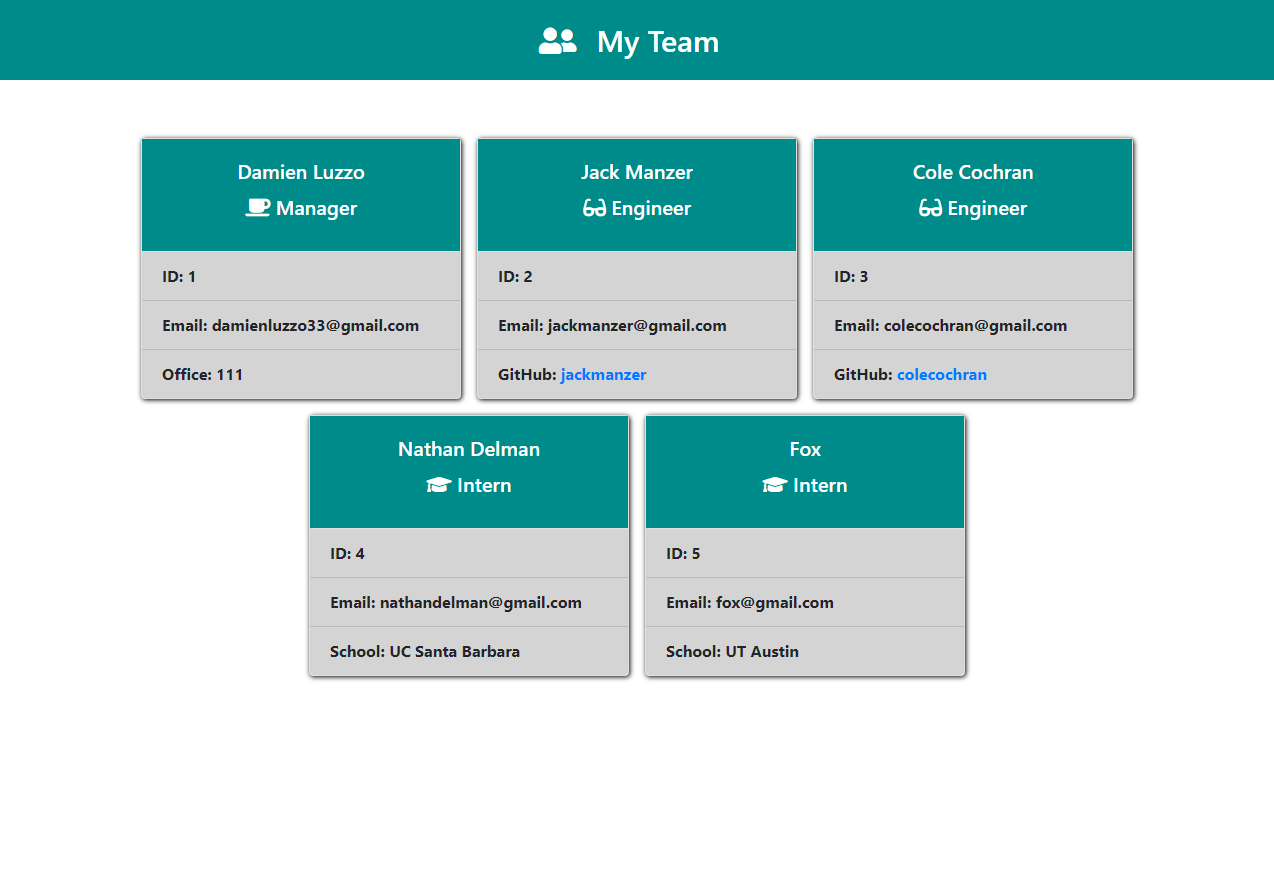 My Team
Damien Luzzo
Manager
ID: 1
Email: damienluzzo33@gmail.com
Office: 111
Jack Manzer
Engineer
ID: 2
Email: jackmanzer@gmail.com
GitHub: jackmanzer
Cole Cochran
Engineer
ID: 3
Email: colecochran@gmail.com
GitHub: colecochran
Nathan Delman
Intern
ID: 4
Email: nathandelman@gmail.com
School: UC Santa Barbara
Fox
Intern
ID: 5
Email: fox@gmail.com
School: UT Austin